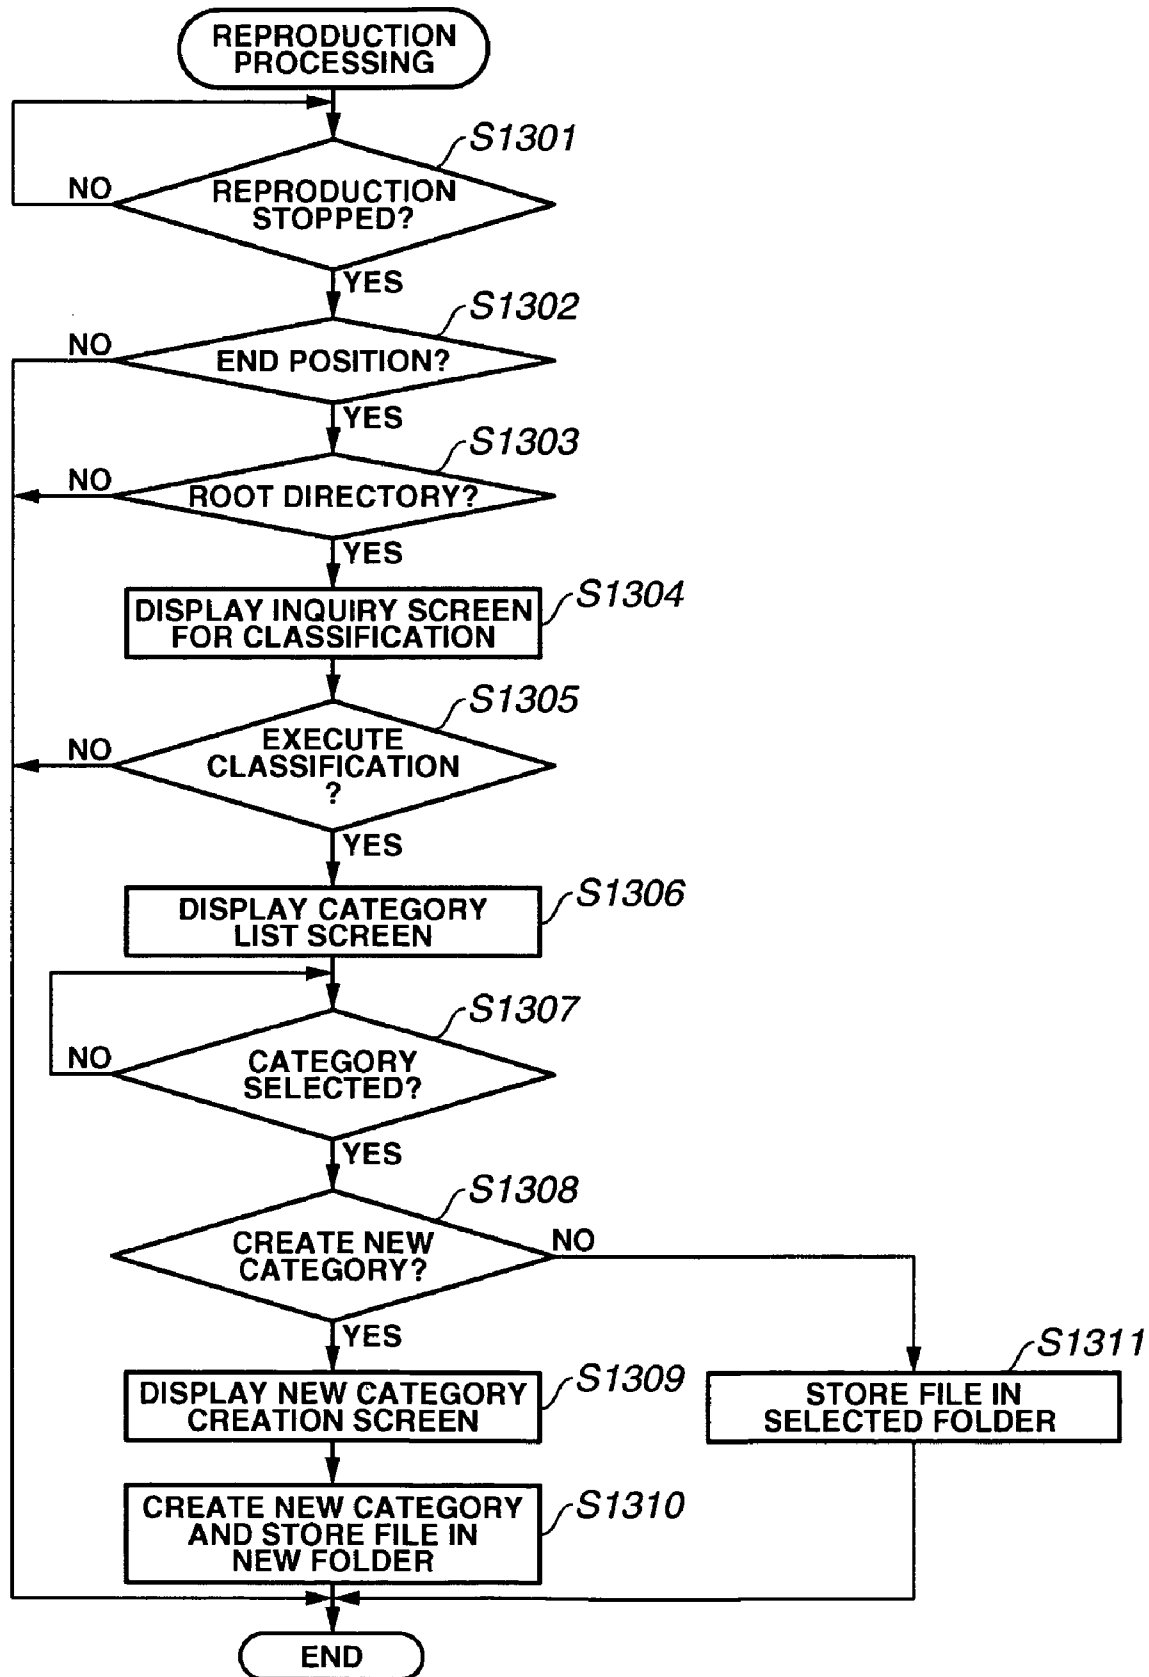 REPRODUCTION
PROCESSING
S1301
NO
REPRODUCTION
STOPPED?
YES
S1302
NO
END POSITION?
YES
S1303
NO
ROOT DIRECTORY?
YES
S1304
DISPLAY INQUIRY SCREEN
FOR CLASSIFICATION
S1305
NO
EXECUTE
CLASSIFICATION
?
YES
S1306
DISPLAY CATEGORY
LIST SCREEN
S1307
NO
CATEGORY
SELECTED?
YES
S1308
CREATE NEW
CATEGORY?
NO
YES
S1309
DISPLAY NEW CATEGORY
CREATION SCREEN
S1311
STORE FILE IN
SELECTED FOLDER
S1310
CREATE NEW CATEGORY
AND STORE FILE IN
NEW FOLDER
END